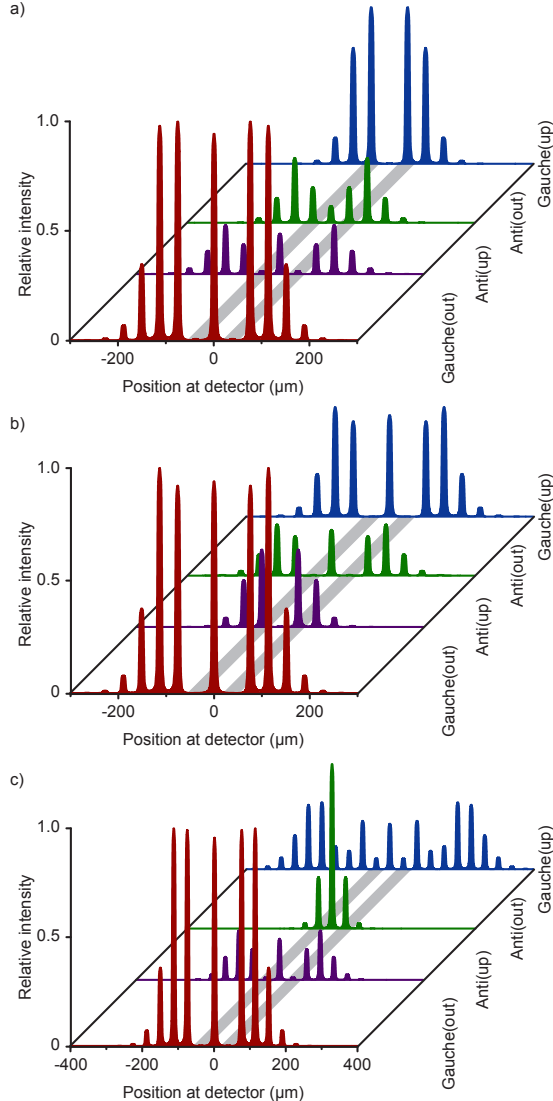 a)
1.0
0.5
0
Relative intensity
-200
0
200
Position at detector (μm)
Gauche(out)
Anti(up)
Anti(out)
Gauche(up)
b)
1.0
0.5
0
Relative intensity
-200
0
200
Position at detector (μm)
Gauche(out)
Anti(up)
Anti(out)
Gauche(up)
c)
1.0
0.5
0
Relative intensity
-400
-200
0
200
400
Position at detector (μm)
Gauche(out)
Anti(up)
Anti(out)
Gauche(up)